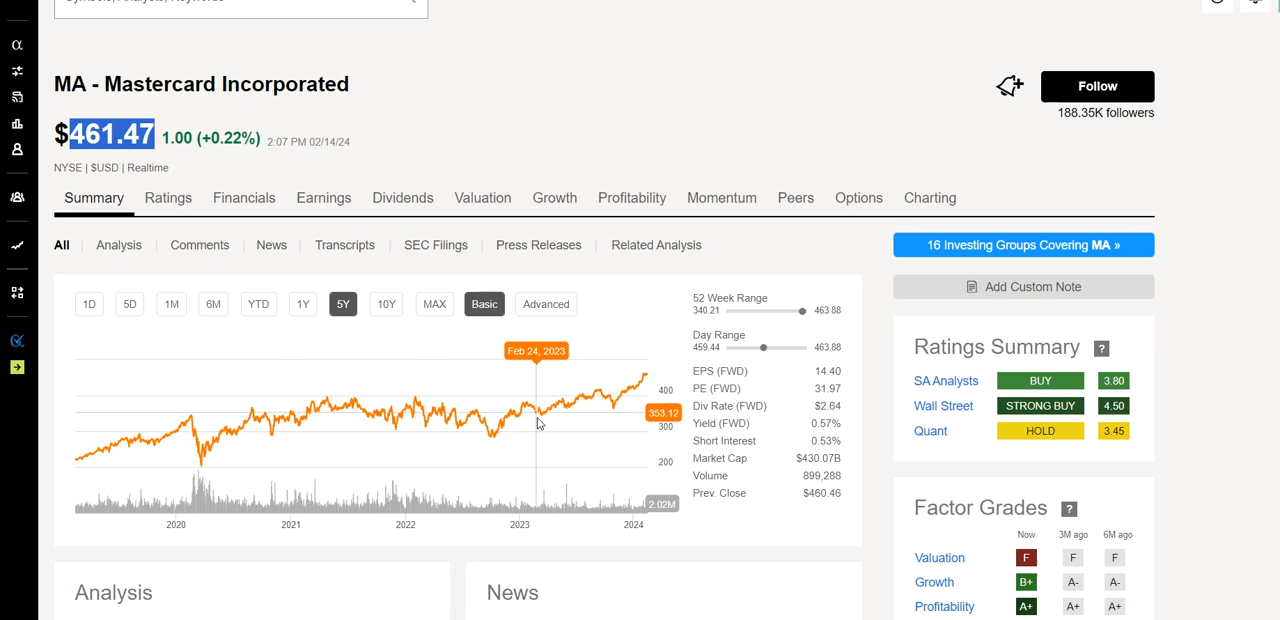 MA - Mastercard Incorporated
Follow
188.35K followers
$461.47 1.00 (+0.22%) 2:07 PM 02/14/24
NYSE | $USD | Realtime
Summary Ratings Financials Earnings Dividends Valuation Growth Profitability Momentum Peers Options Charting
All Analysis Comments News Transcripts SEC Filings Press Releases Related Analysis
16 Investing Groups Covering MA »
Add Custom Note
1D 5D 1M 6M YTD 1Y 5Y 10Y MAX Basic Advanced
Feb 24, 2023
400
353.12
300
200
2.02M
2020 2021 2022 2023 2024
52 Week Range
340.21 463.88
Day Range
459.44 463.88
EPS (FWD) 14.40
PE (FWD) 31.97
Div Rate (FWD) $2.64
Yield (FWD) 0.57%
Short Interest 0.53%
Market Cap $430.07B
Volume 899,288
Prev. Close $460.46
Ratings Summary ?
SA Analysts BUY 3.80
Wall Street STRONG BUY 4.50
Quant HOLD 3.45
Factor Grades ?
Now 3M ago 6M ago
Valuation F F F
Growth B+ A- A-
Profitability A+ A+ A+
Analysis
News